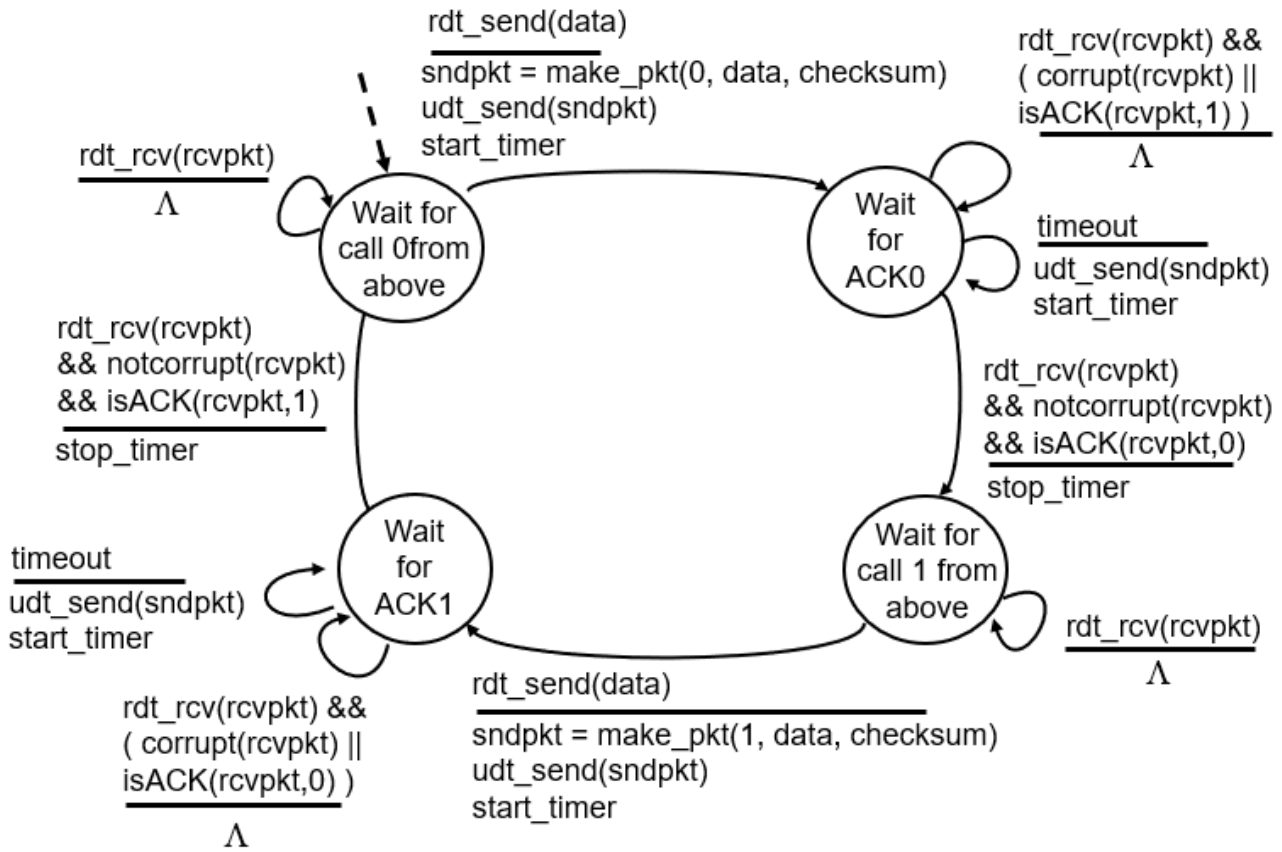 rdt_send(data)
sndpkt = make_pkt(0, data, checksum)
udt_send(sndpkt)
start_timer
rdt_rcv(rcvpkt) &&
( corrupt(rcvpkt) ||
isACK(rcvpkt,1) )
Λ
rdt_rcv(rcvpkt)
Λ
Wait for
call 0from
above
Wait
for
ACK0
timeout
udt_send(sndpkt)
start_timer
rdt_rcv(rcvpkt)
&& notcorrupt(rcvpkt)
&& isACK(rcvpkt,1)
stop_timer
rdt_rcv(rcvpkt)
&& notcorrupt(rcvpkt)
&& isACK(rcvpkt,0)
stop_timer
timeout
udt_send(sndpkt)
start_timer
Wait
for
ACK1
Wait for
call 1 from
above
rdt_rcv(rcvpkt)
Λ
rdt_rcv(rcvpkt) &&
( corrupt(rcvpkt) ||
isACK(rcvpkt,0) )
Λ
rdt_send(data)
sndpkt = make_pkt(1, data, checksum)
udt_send(sndpkt)
start_timer